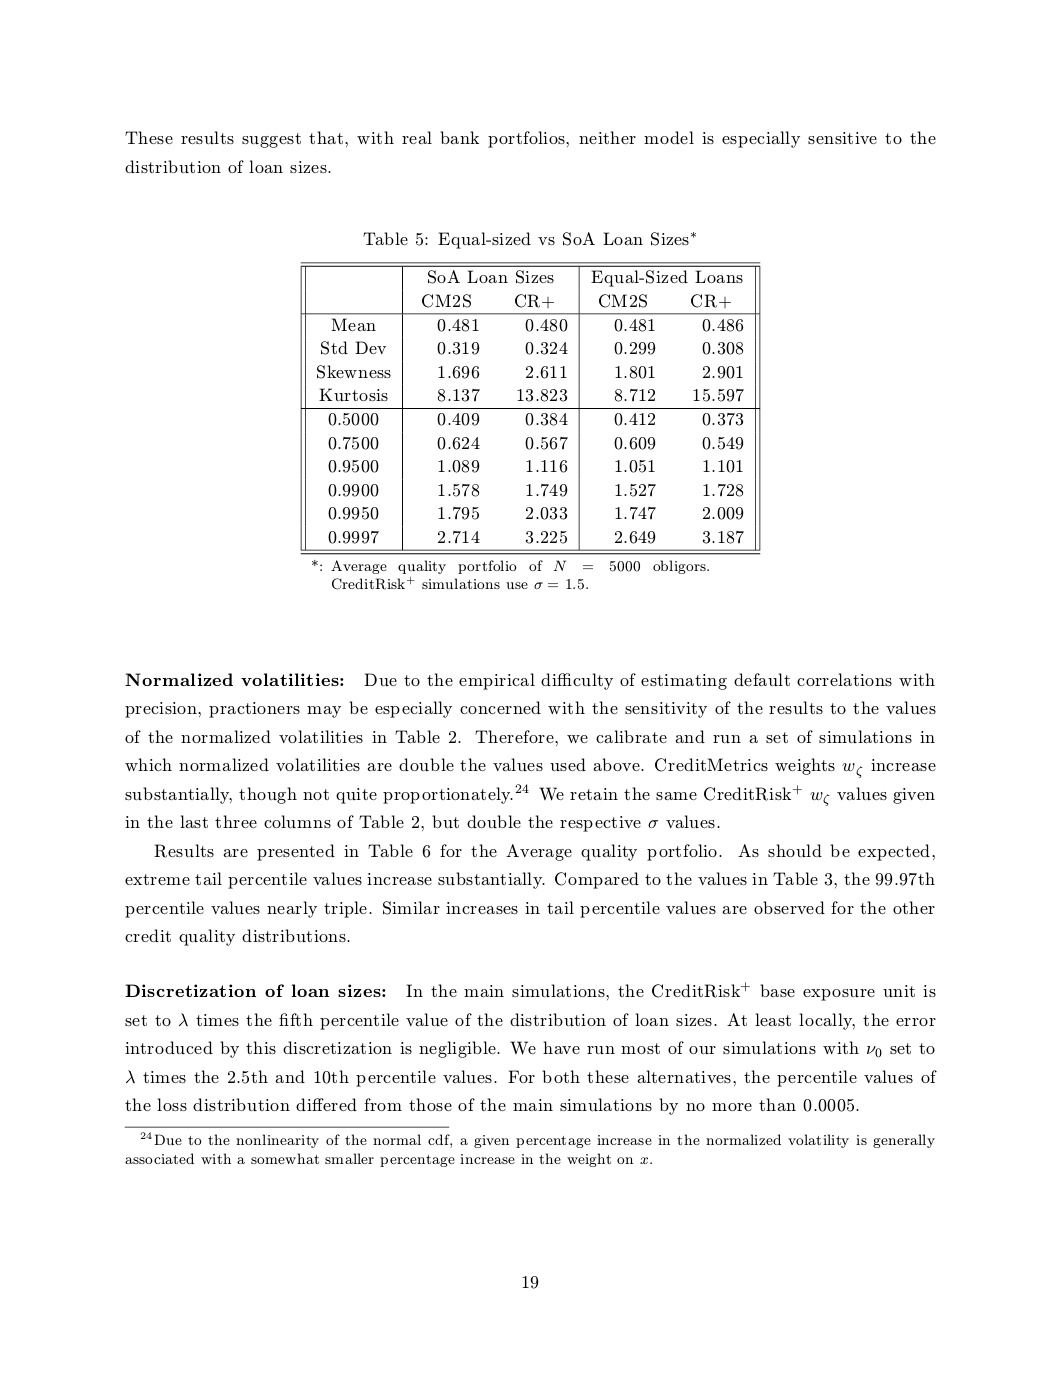 These results suggest that, with real bank portfolios, neither model is especially sensitive to the
distribution of loan sizes.
Table 5: Equal-sized vs SoA Loan Sizes*
SoA Loan Sizes Equal-Sized Loans
CM2S CR+ CM2S CR+
Mean 0.481 0.480 0.481 0.486
Std Dev 0.319 0.324 0.299 0.308
Skewness 1.696 2.611 1.801 2.901
Kurtosis 8.137 13.823 8.712 15.597
0.5000 0.409 0.384 0.412 0.373
0.7500 0.624 0.567 0.609 0.549
0.9500 1.089 1.116 1.051 1.101
0.9900 1.578 1.749 1.527 1.728
0.9950 1.795 2.033 1.747 2.009
0.9997 2.714 3.225 2.649 3.187
*: Average quality portfolio of N = 5000 obligors.
CreditRisk⁺ simulations use σ = 1.5.
Normalized volatilities: Due to the empirical difficulty of estimating default correlations with
precision, practioners may be especially concerned with the sensitivity of the results to the values
of the normalized volatilities in Table 2. Therefore, we calibrate and run a set of simulations in
which normalized volatilities are double the values used above. CreditMetrics weights w_ζ increase
substantially, though not quite proportionately.²⁴ We retain the same CreditRisk⁺ w_ζ values given
in the last three columns of Table 2, but double the respective σ values.
Results are presented in Table 6 for the Average quality portfolio. As should be expected,
extreme tail percentile values increase substantially. Compared to the values in Table 3, the 99.97th
percentile values nearly triple. Similar increases in tail percentile values are observed for the other
credit quality distributions.
Discretization of loan sizes: In the main simulations, the CreditRisk⁺ base exposure unit is
set to λ times the fifth percentile value of the distribution of loan sizes. At least locally, the error
introduced by this discretization is negligible. We have run most of our simulations with ν₀ set to
λ times the 2.5th and 10th percentile values. For both these alternatives, the percentile values of
the loss distribution differed from those of the main simulations by no more than 0.0005.
²⁴Due to the nonlinearity of the normal cdf, a given percentage increase in the normalized volatility is generally
associated with a somewhat smaller percentage increase in the weight on x.
19